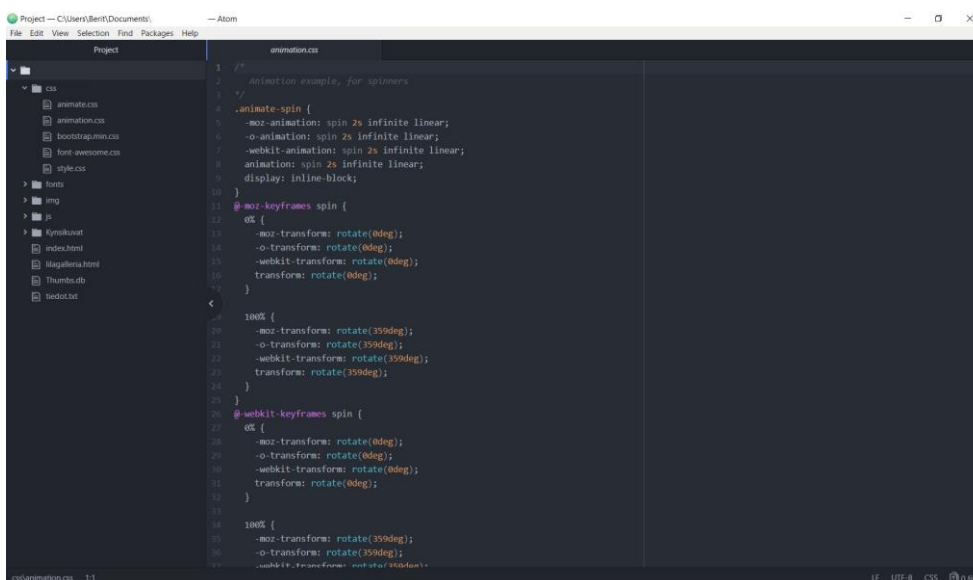 Project — C:\Users\Berit\Documents\ — Atom
File Edit View Selection Find Packages Help
Project
css
animate.css
animation.css
bootstrap.min.css
font-awesome.css
style.css
fonts
img
js
Kynsikuvat
index.html
lilagalleria.html
Thumbs.db
tiedot.txt
animation.css
1 /*
2 Animation example, for spinners
3 */
4 .animate-spin {
5 -moz-animation: spin 2s infinite linear;
6 -o-animation: spin 2s infinite linear;
7 -webkit-animation: spin 2s infinite linear;
8 animation: spin 2s infinite linear;
9 display: inline-block;
10 }
11 @-moz-keyframes spin {
12 0% {
13 -moz-transform: rotate(0deg);
14 -o-transform: rotate(0deg);
15 -webkit-transform: rotate(0deg);
16 transform: rotate(0deg);
17 }
19 100% {
20 -moz-transform: rotate(359deg);
21 -o-transform: rotate(359deg);
22 -webkit-transform: rotate(359deg);
23 transform: rotate(359deg);
24 }
25 }
26 @-webkit-keyframes spin {
27 0% {
28 -moz-transform: rotate(0deg);
29 -o-transform: rotate(0deg);
30 -webkit-transform: rotate(0deg);
31 transform: rotate(0deg);
32 }
33
34 100% {
35 -moz-transform: rotate(359deg);
36 -o-transform: rotate(359deg);
37 -webkit-transform: rotate(359deg);
css\animation.css 1:1
LF UTF-8 CSS